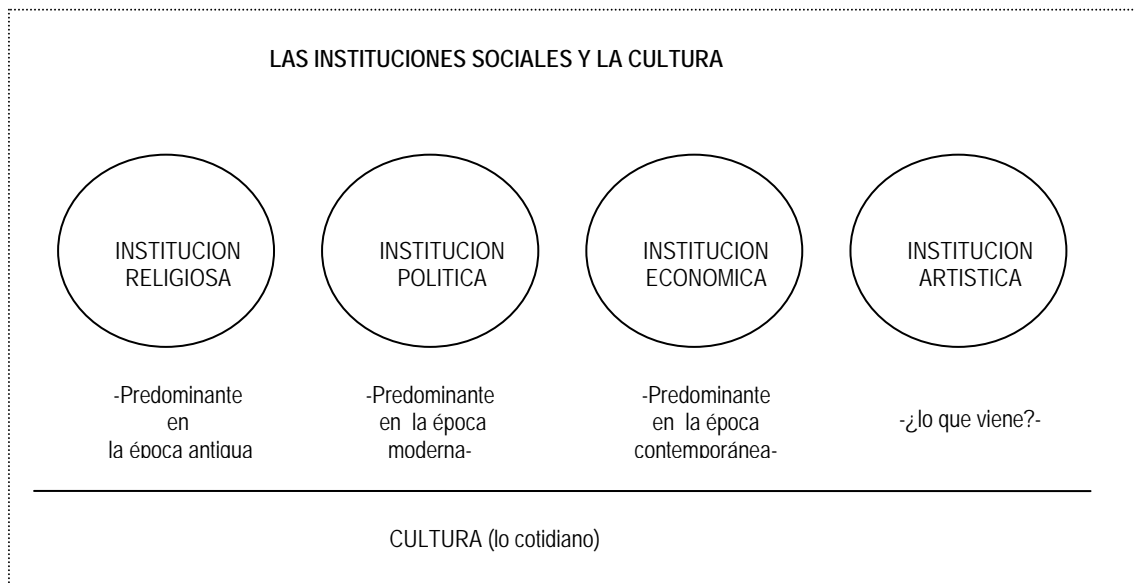 LAS INSTITUCIONES SOCIALES Y LA CULTURA
INSTITUCION
RELIGIOSA
INSTITUCION
POLITICA
INSTITUCION
ECONOMICA
INSTITUCION
ARTISTICA
-Predominante
en
la época antigua
-Predominante
en la época
moderna-
-Predominante
en la época
contemporánea-
-¿lo que viene?-
CULTURA (lo cotidiano)